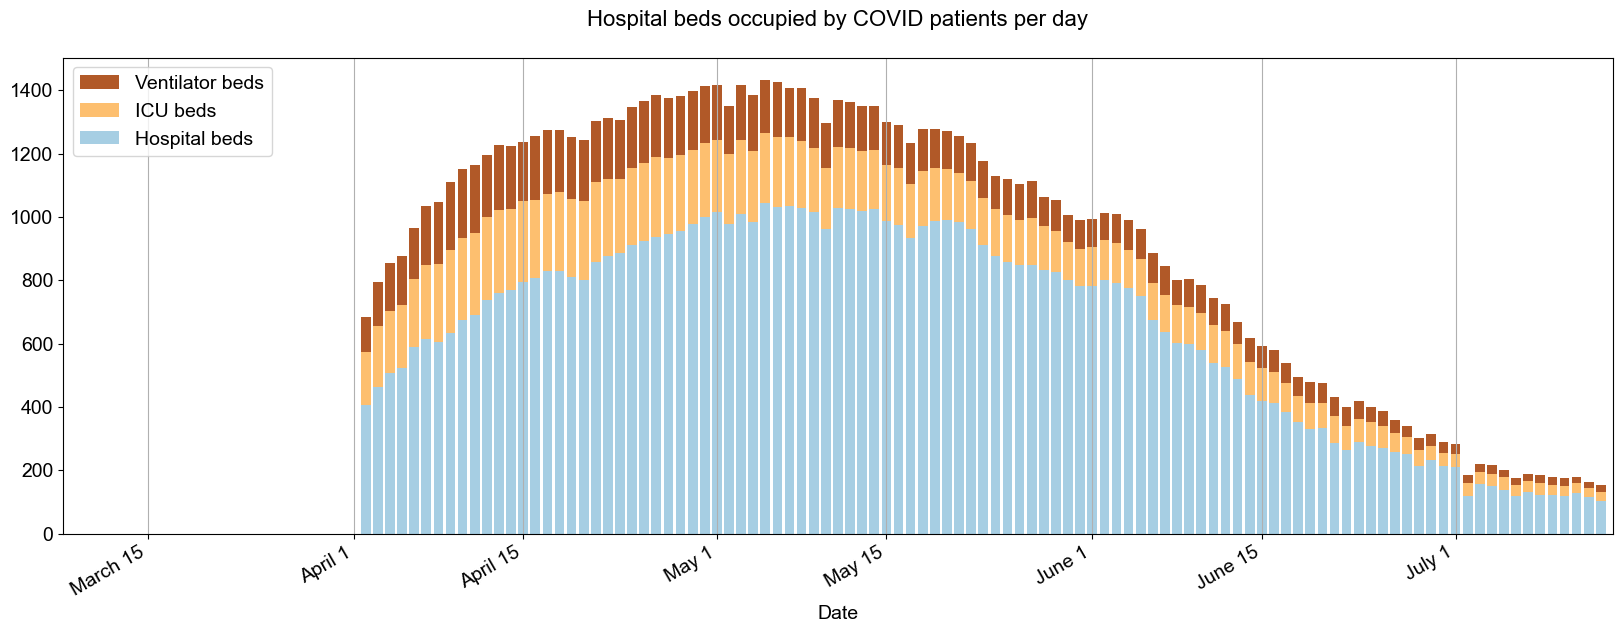 Hospital beds occupied by COVID patients per day
Ventilator beds
ICU beds
Hospital beds
1400
1200
1000
800
600
400
200
0
March 15
April 1
April 15
May 1
May 15
June 1
June 15
July 1
Date